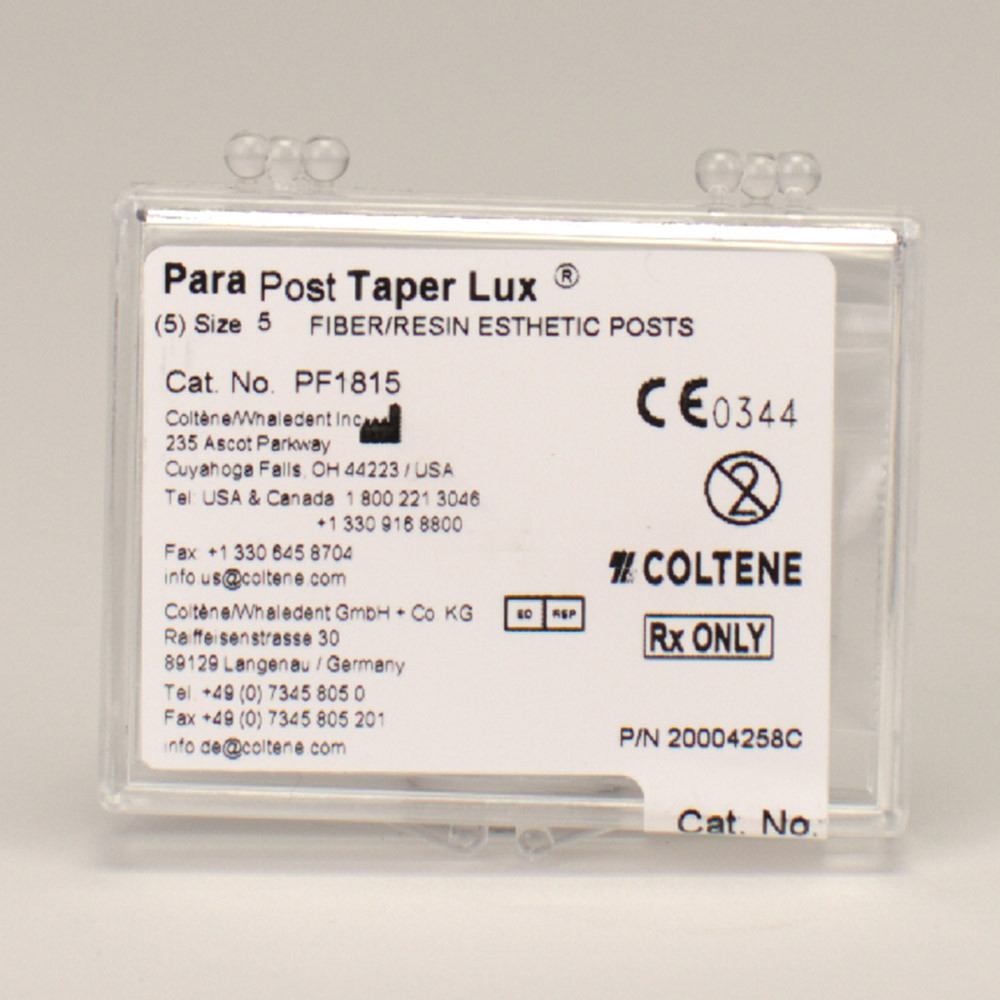 Para Post Taper Lux ®
(5) Size 5 FIBER/RESIN ESTHETIC POSTS
Cat. No. PF1815
Coltène/Whaledent Inc.
235 Ascot Parkway
Cuyahoga Falls, OH 44223 / USA
Tel: USA & Canada 1 800 221 3046
+1 330 916 8800
Fax +1 330 645 8704
info.us@coltene.com
CE 0344
2
COLTENE
Coltène/Whaledent GmbH + Co. KG
Raiffeisenstrasse 30
89129 Langenau / Germany
Tel. +49 (0) 7345 805 0
Fax +49 (0) 7345 805 201
info.de@coltene.com
EC REP
Rx ONLY
P/N 20004258C
Cat. No.